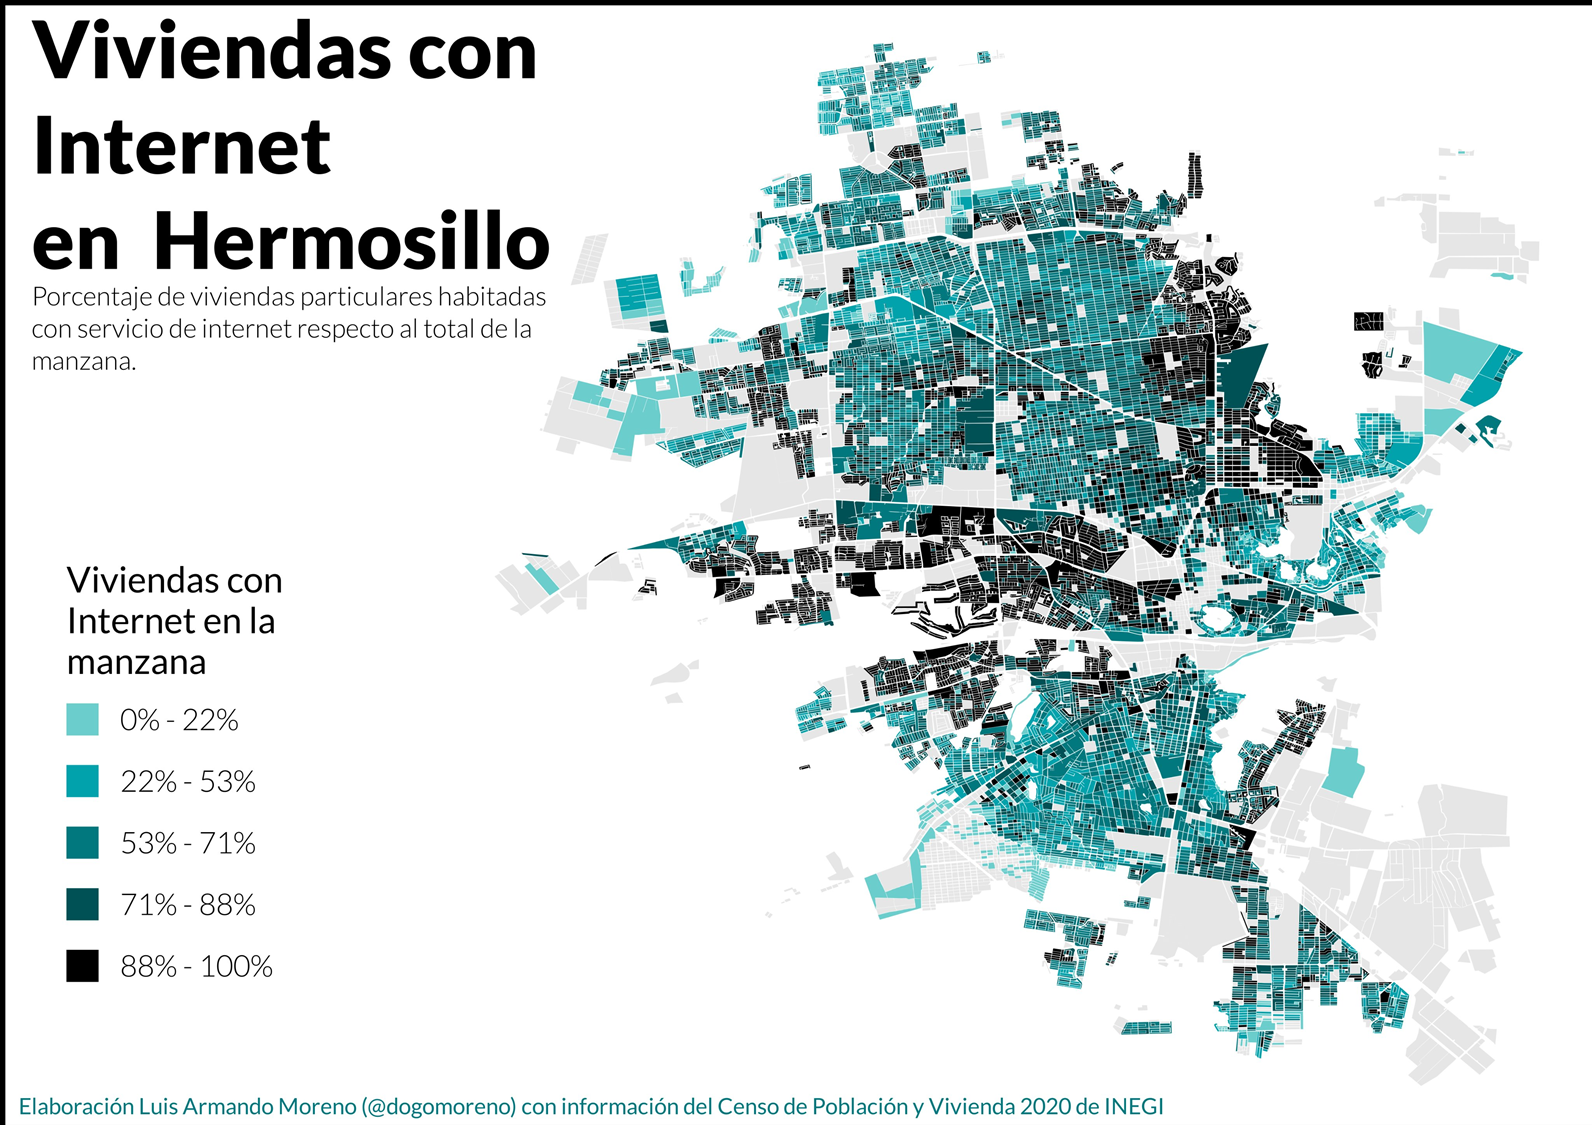 Viviendas con
Internet
en Hermosillo
Porcentaje de viviendas particulares habitadas
con servicio de internet respecto al total de la
manzana.
Viviendas con
Internet en la
manzana
0% - 22%
22% - 53%
53% - 71%
71% - 88%
88% - 100%
Elaboración Luis Armando Moreno (@dogomoreno) con información del Censo de Población y Vivienda 2020 de INEGI